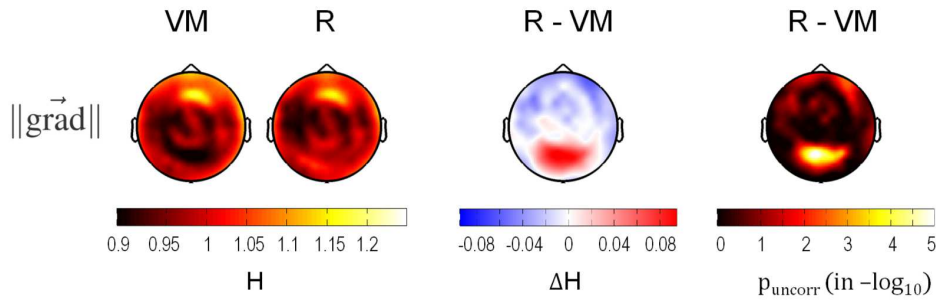 VM R R - VM R - VM
||grad||
0.9 0.95 1 1.05 1.1 1.15 1.2 -0.08 -0.04 0 0.04 0.08 0 1 2 3 4 5
H ΔH p_uncorr (in –log_10)